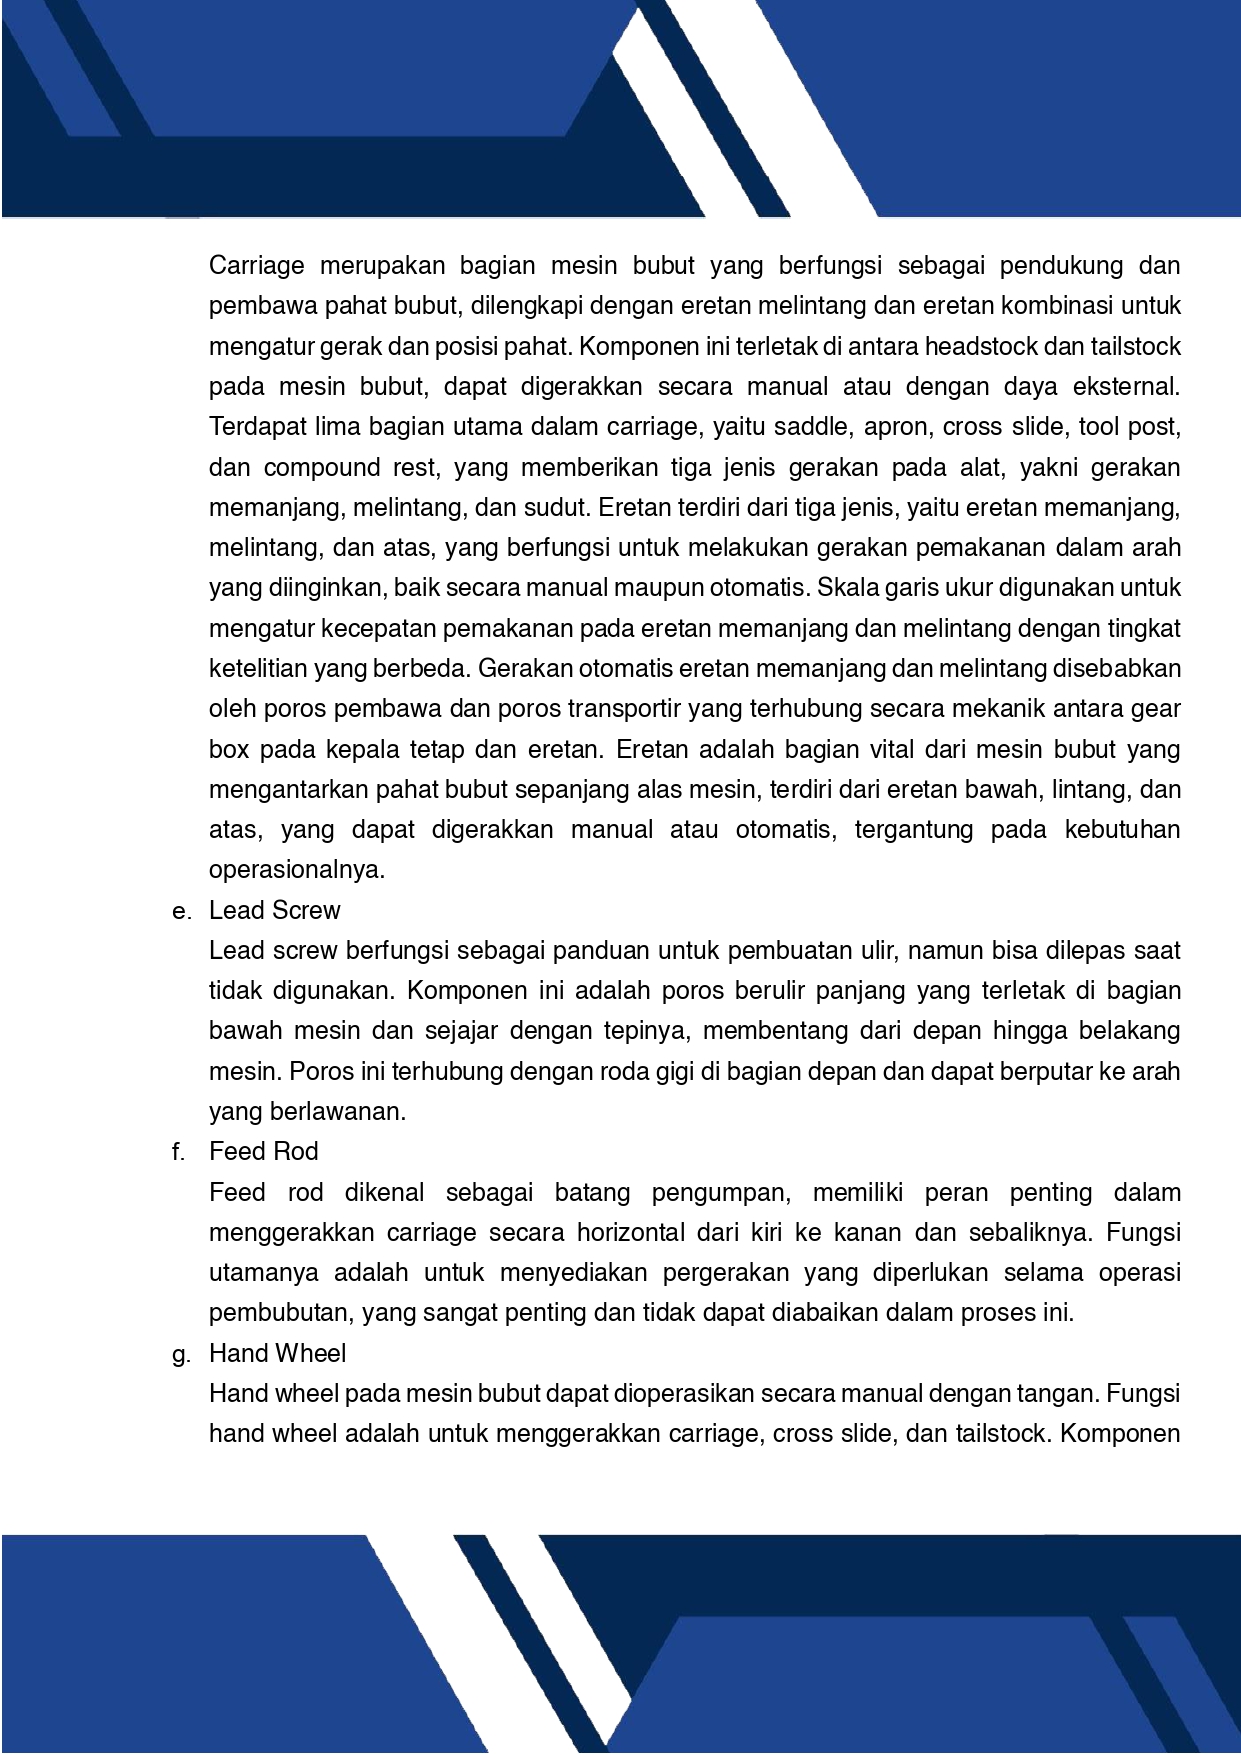 Carriage merupakan bagian mesin bubut yang berfungsi sebagai pendukung dan
pembawa pahat bubut, dilengkapi dengan eretan melintang dan eretan kombinasi untuk
mengatur gerak dan posisi pahat. Komponen ini terletak di antara headstock dan tailstock
pada mesin bubut, dapat digerakkan secara manual atau dengan daya eksternal.
Terdapat lima bagian utama dalam carriage, yaitu saddle, apron, cross slide, tool post,
dan compound rest, yang memberikan tiga jenis gerakan pada alat, yakni gerakan
memanjang, melintang, dan sudut. Eretan terdiri dari tiga jenis, yaitu eretan memanjang,
melintang, dan atas, yang berfungsi untuk melakukan gerakan pemakanan dalam arah
yang diinginkan, baik secara manual maupun otomatis. Skala garis ukur digunakan untuk
mengatur kecepatan pemakanan pada eretan memanjang dan melintang dengan tingkat
ketelitian yang berbeda. Gerakan otomatis eretan memanjang dan melintang disebabkan
oleh poros pembawa dan poros transportir yang terhubung secara mekanik antara gear
box pada kepala tetap dan eretan. Eretan adalah bagian vital dari mesin bubut yang
mengantarkan pahat bubut sepanjang alas mesin, terdiri dari eretan bawah, lintang, dan
atas, yang dapat digerakkan manual atau otomatis, tergantung pada kebutuhan
operasionalnya.
e. Lead Screw
Lead screw berfungsi sebagai panduan untuk pembuatan ulir, namun bisa dilepas saat
tidak digunakan. Komponen ini adalah poros berulir panjang yang terletak di bagian
bawah mesin dan sejajar dengan tepinya, membentang dari depan hingga belakang
mesin. Poros ini terhubung dengan roda gigi di bagian depan dan dapat berputar ke arah
yang berlawanan.
f. Feed Rod
Feed rod dikenal sebagai batang pengumpan, memiliki peran penting dalam
menggerakkan carriage secara horizontal dari kiri ke kanan dan sebaliknya. Fungsi
utamanya adalah untuk menyediakan pergerakan yang diperlukan selama operasi
pembubutan, yang sangat penting dan tidak dapat diabaikan dalam proses ini.
g. Hand Wheel
Hand wheel pada mesin bubut dapat dioperasikan secara manual dengan tangan. Fungsi
hand wheel adalah untuk menggerakkan carriage, cross slide, dan tailstock. Komponen